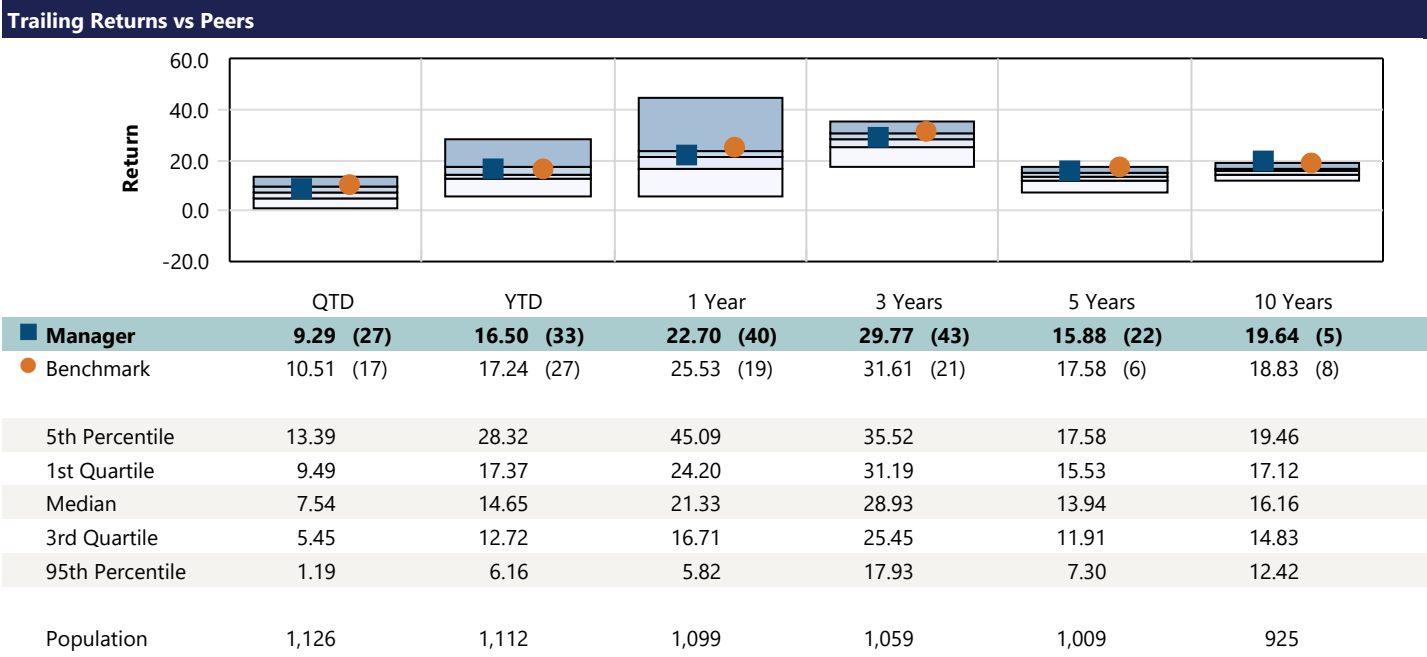 Trailing Returns vs Peers
60.0
40.0
20.0
0.0
-20.0
Return
QTD YTD 1 Year 3 Years 5 Years 10 Years
Manager 9.29 (27) 16.50 (33) 22.70 (40) 29.77 (43) 15.88 (22) 19.64 (5)
Benchmark 10.51 (17) 17.24 (27) 25.53 (19) 31.61 (21) 17.58 (6) 18.83 (8)
5th Percentile 13.39 28.32 45.09 35.52 17.58 19.46
1st Quartile 9.49 17.37 24.20 31.19 15.53 17.12
Median 7.54 14.65 21.33 28.93 13.94 16.16
3rd Quartile 5.45 12.72 16.71 25.45 11.91 14.83
95th Percentile 1.19 6.16 5.82 17.93 7.30 12.42
Population 1,126 1,112 1,099 1,059 1,009 925